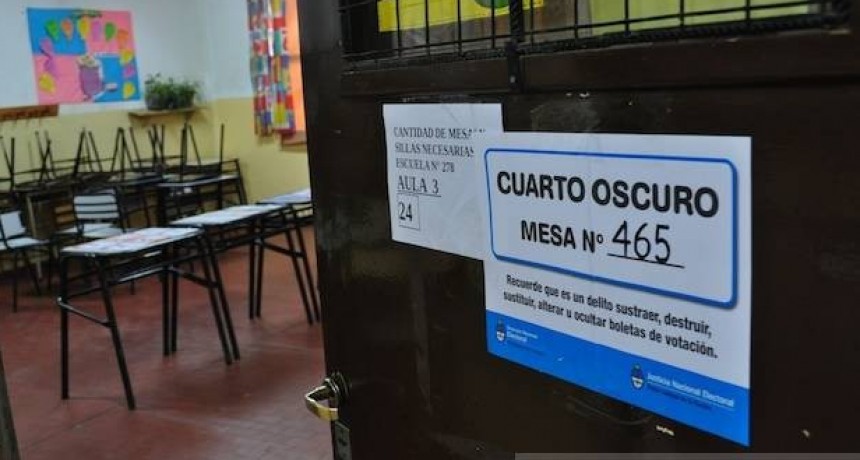 CANTIDAD DE MESAS Y
SILLAS NECESARIAS
ESCUELA Nº 278
AULA 3
24
CUARTO OSCURO
MESA Nº 465
Recuerde que es un delito sustraer, destruir,
sustituir, alterar u ocultar boletas de votación.
Electoral
Justicia Nacional Electoral